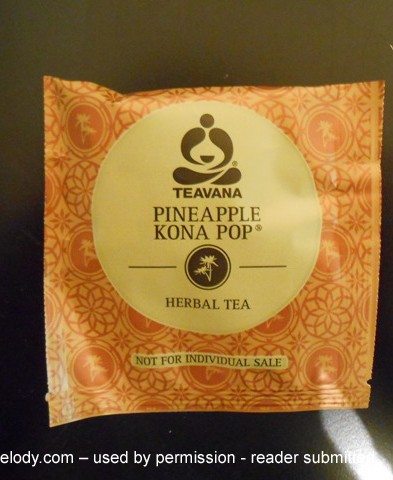 TEAVANA®
PINEAPPLE
KONA POP®
HERBAL TEA
NOT FOR INDIVIDUAL SALE
elody.com – used by permission - reader submitted